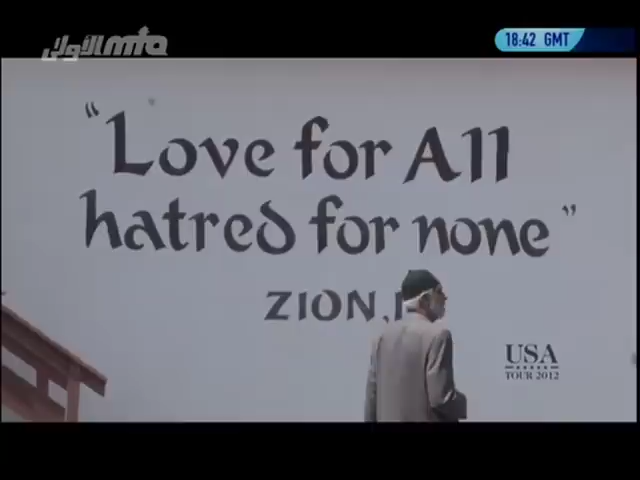 الأولى mta
18:42 GMT
"Love for All
hatred for none"
ZION, I
USA
TOUR 2012